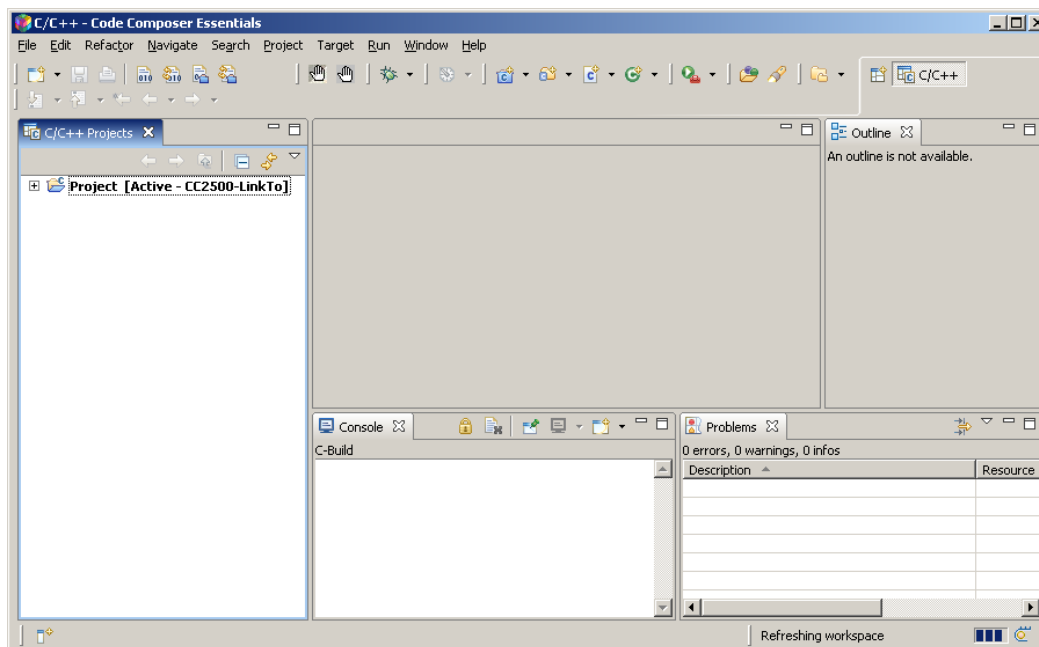 C/C++ - Code Composer Essentials
File Edit Refactor Navigate Search Project Target Run Window Help
C/C++
C/C++ Projects
Outline
An outline is not available.
Project [Active - CC2500-LinkTo]
Console
Problems
C-Build
0 errors, 0 warnings, 0 infos
Description Resource
Refreshing workspace